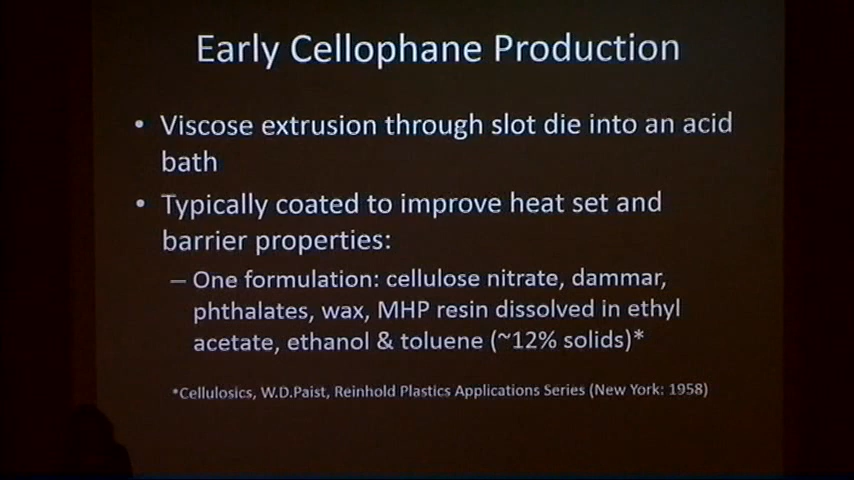 Early Cellophane Production
• Viscose extrusion through slot die into an acid
bath
• Typically coated to improve heat set and
barrier properties:
– One formulation: cellulose nitrate, dammar,
phthalates, wax, MHP resin dissolved in ethyl
acetate, ethanol & toluene (~12% solids)*
*Cellulosics, W.D.Paist, Reinhold Plastics Applications Series (New York: 1958)